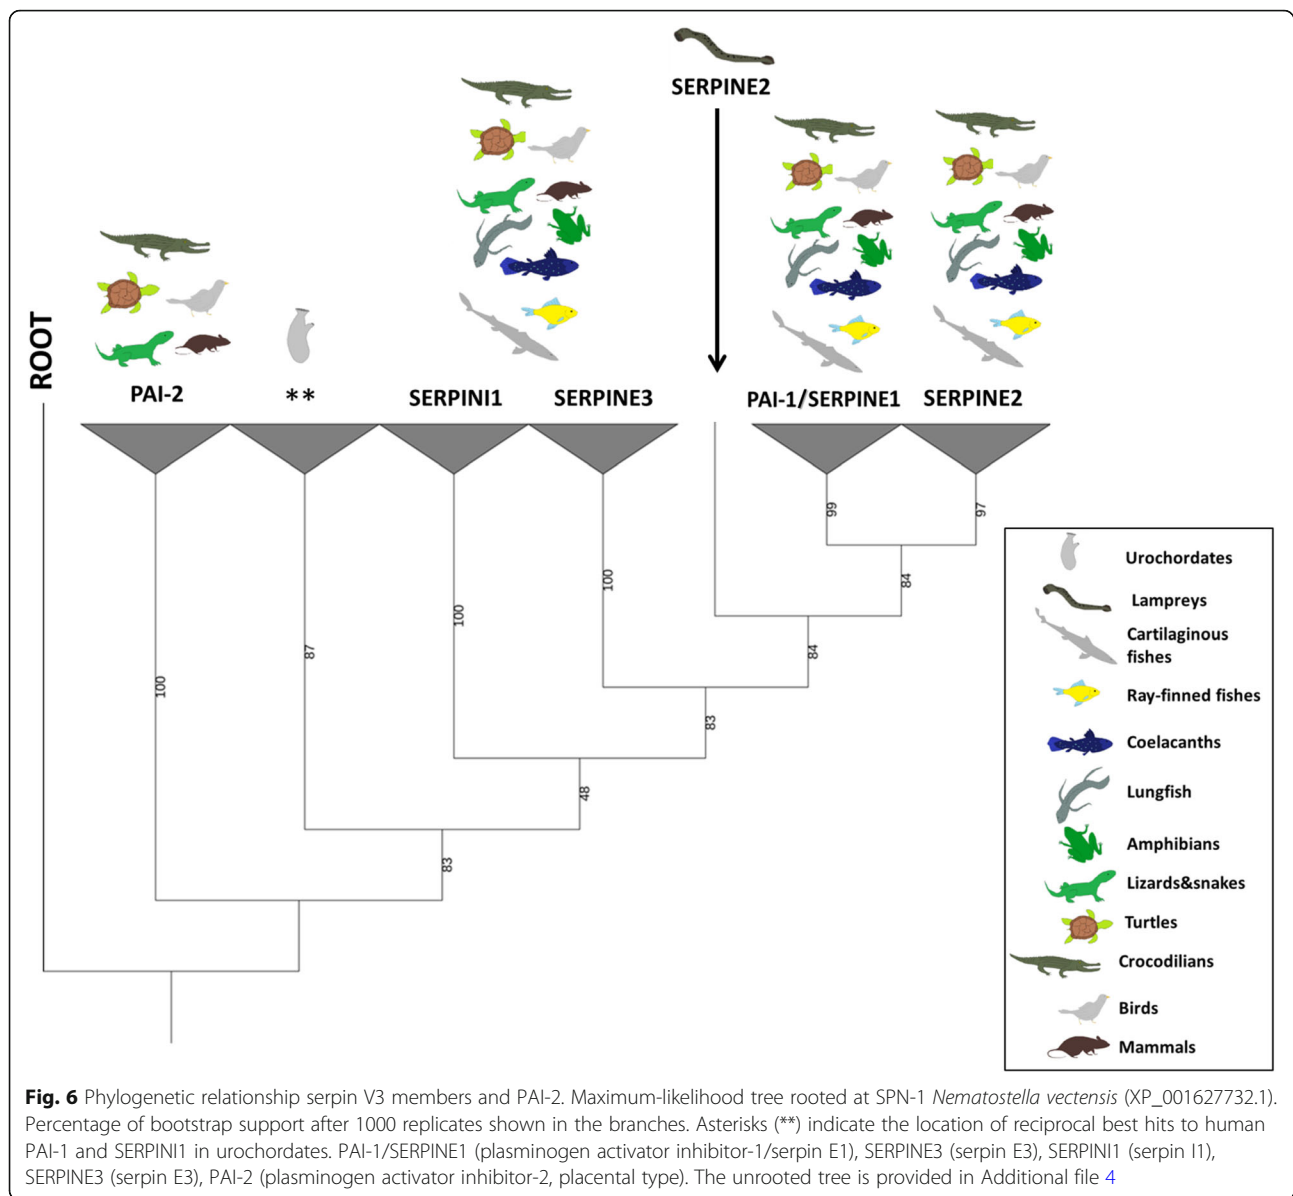 SERPINE2
ROOT
PAI-2
**
SERPINI1
SERPINE3
PAI-1/SERPINE1
SERPINE2
99
97
84
100
100
84
87
100
83
48
83
Urochordates
Lampreys
Cartilaginous
fishes
Ray-finned fishes
Coelacanths
Lungfish
Amphibians
Lizards&snakes
Turtles
Crocodilians
Birds
Mammals
Fig. 6 Phylogenetic relationship serpin V3 members and PAI-2. Maximum-likelihood tree rooted at SPN-1 Nematostella vectensis (XP_001627732.1).
Percentage of bootstrap support after 1000 replicates shown in the branches. Asterisks (**) indicate the location of reciprocal best hits to human
PAI-1 and SERPINI1 in urochordates. PAI-1/SERPINE1 (plasminogen activator inhibitor-1/serpin E1), SERPINE3 (serpin E3), SERPINI1 (serpin I1),
SERPINE3 (serpin E3), PAI-2 (plasminogen activator inhibitor-2, placental type). The unrooted tree is provided in Additional file 4